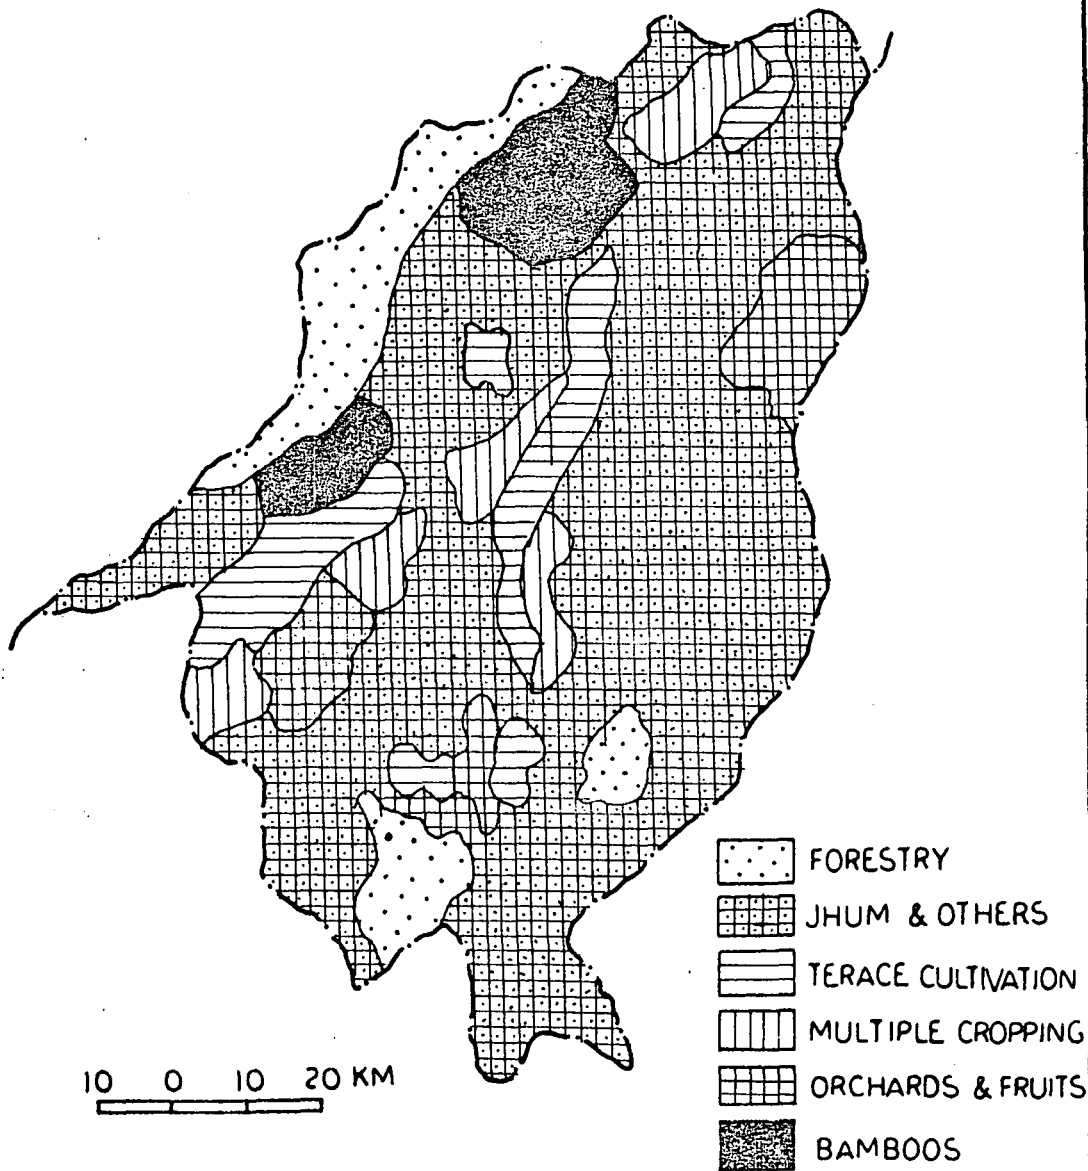 FORESTRY
JHUM & OTHERS
TERACE CULTIVATION
MULTIPLE CROPPING
ORCHARDS & FRUITS
BAMBOOS
10 0 10 20 KM